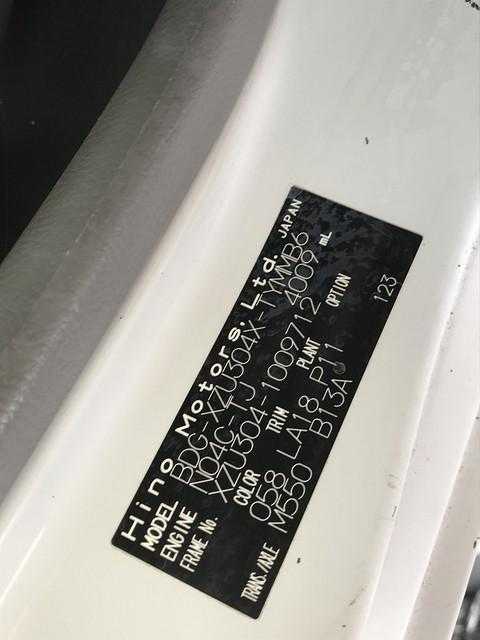 Hino Motors, Ltd. JAPAN
MODEL BDG-XZU304X-TYMMB6
ENGINE N04C-TJ 4009 mL
FRAME No. XZU304-1009712
COLOR TRIM PLANT OPTION
058 LA18 P11
TRANS./AXLE M550 B13A 123